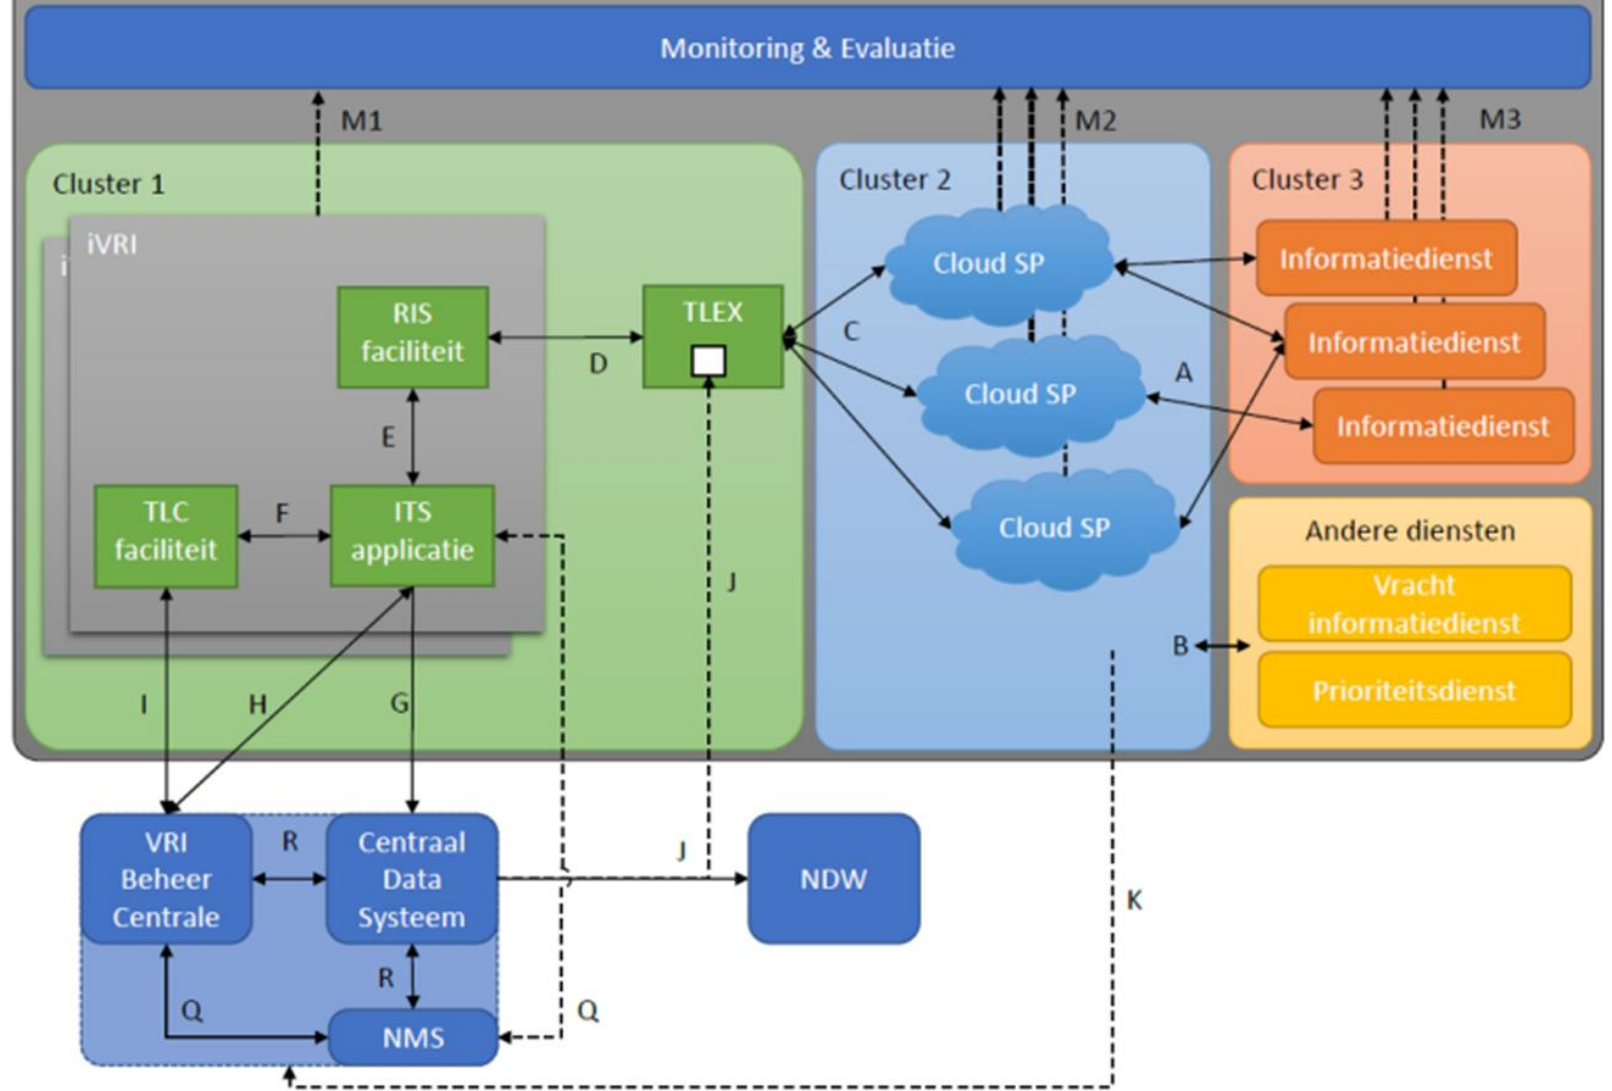 Monitoring & Evaluatie
M1
M2
M3
Cluster 1
Cluster 2
Cluster 3
i
iVRI
RIS
faciliteit
TLEX
D
C
E
TLC
faciliteit
F
ITS
applicatie
Cloud SP
Cloud SP
Cloud SP
A
Informatiedienst
Informatiedienst
Informatiedienst
Andere diensten
Vracht
informatiedienst
Prioriteitsdienst
B
J
I
H
G
VRI
Beheer
Centrale
R
Centraal
Data
Systeem
J
NDW
K
R
Q
NMS
Q